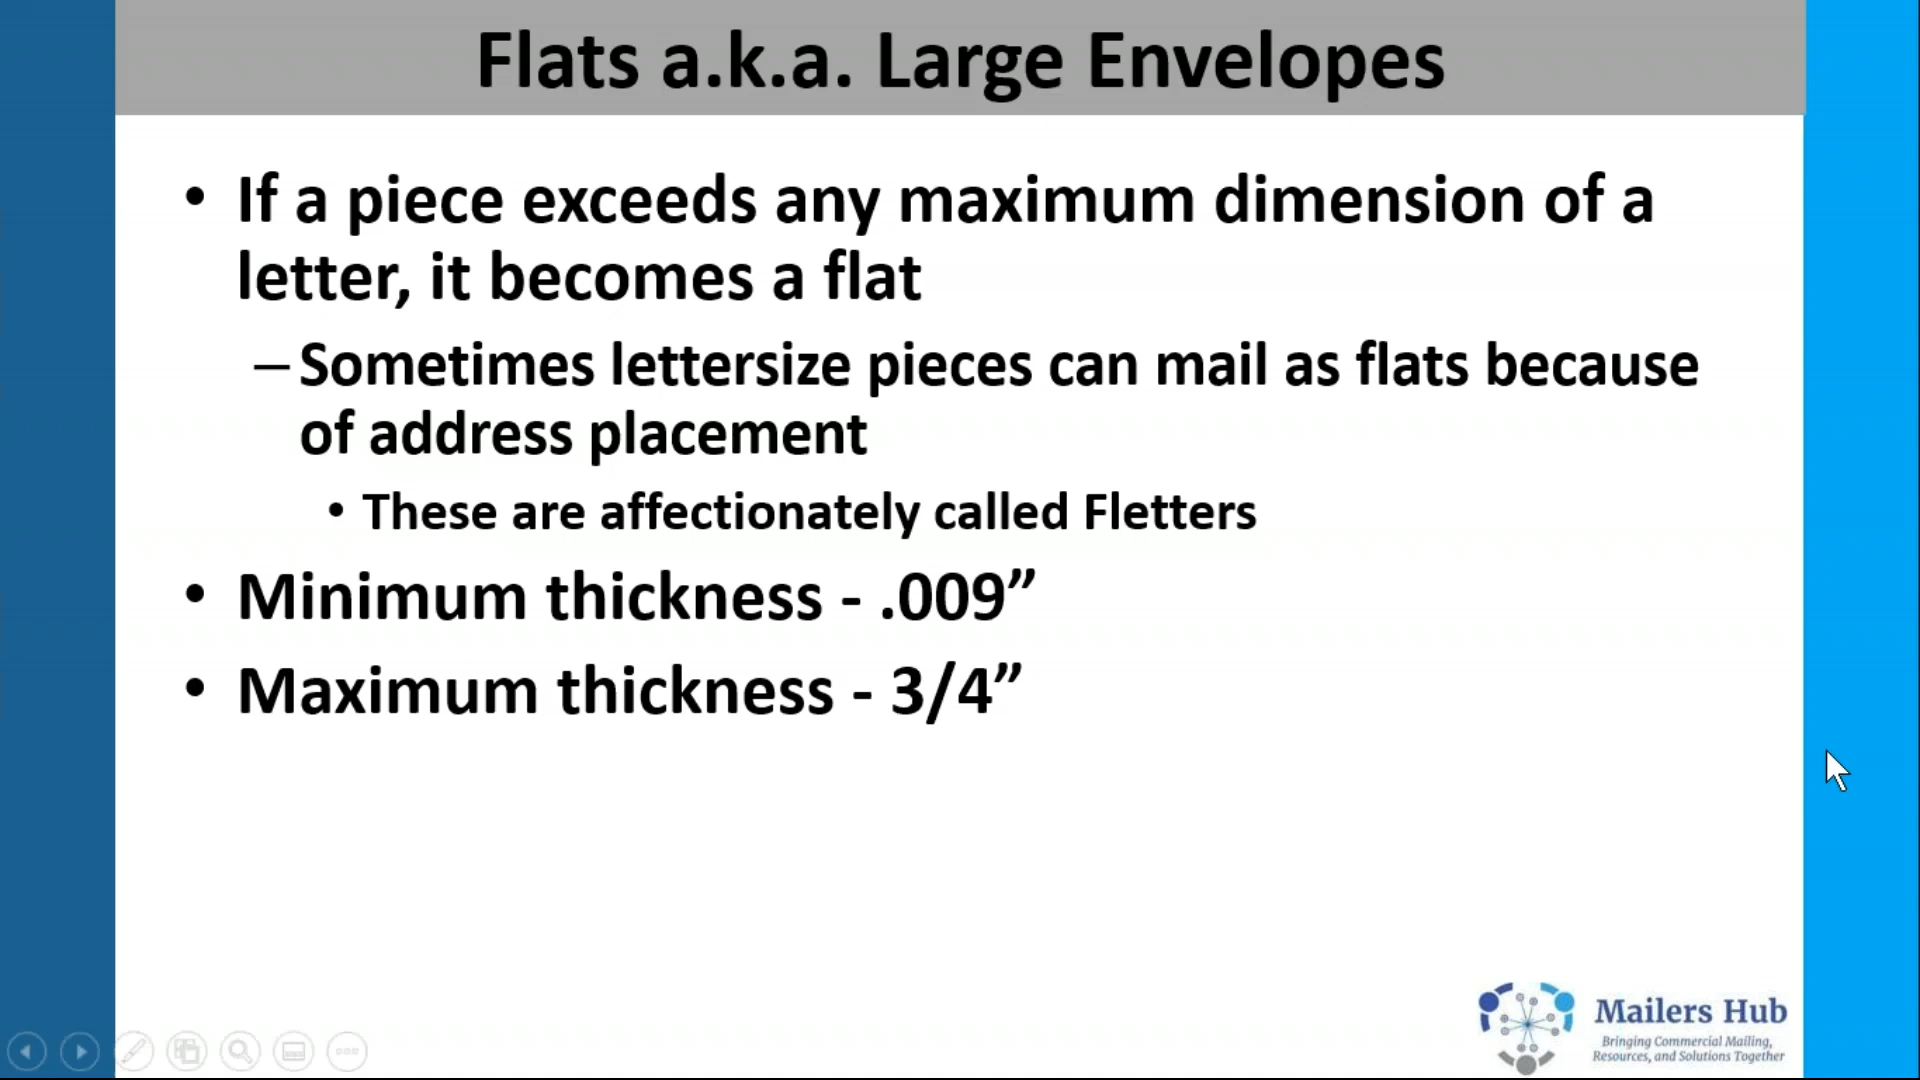 Flats a.k.a. Large Envelopes
• If a piece exceeds any maximum dimension of a
letter, it becomes a flat
– Sometimes lettersize pieces can mail as flats because
of address placement
• These are affectionately called Fletters
• Minimum thickness - .009”
• Maximum thickness - 3/4”
Mailers Hub
Bringing Commercial Mailing,
Resources, and Solutions Together